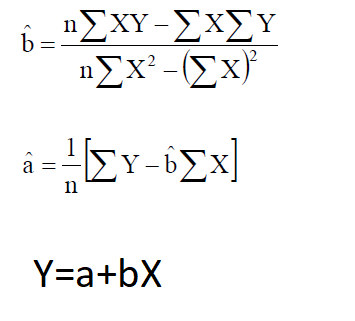 b̂ = (n∑XY − ∑X∑Y) / (n∑X² − (∑X)²)
â = 1/n [∑Y − b̂∑X]
Y=a+bX